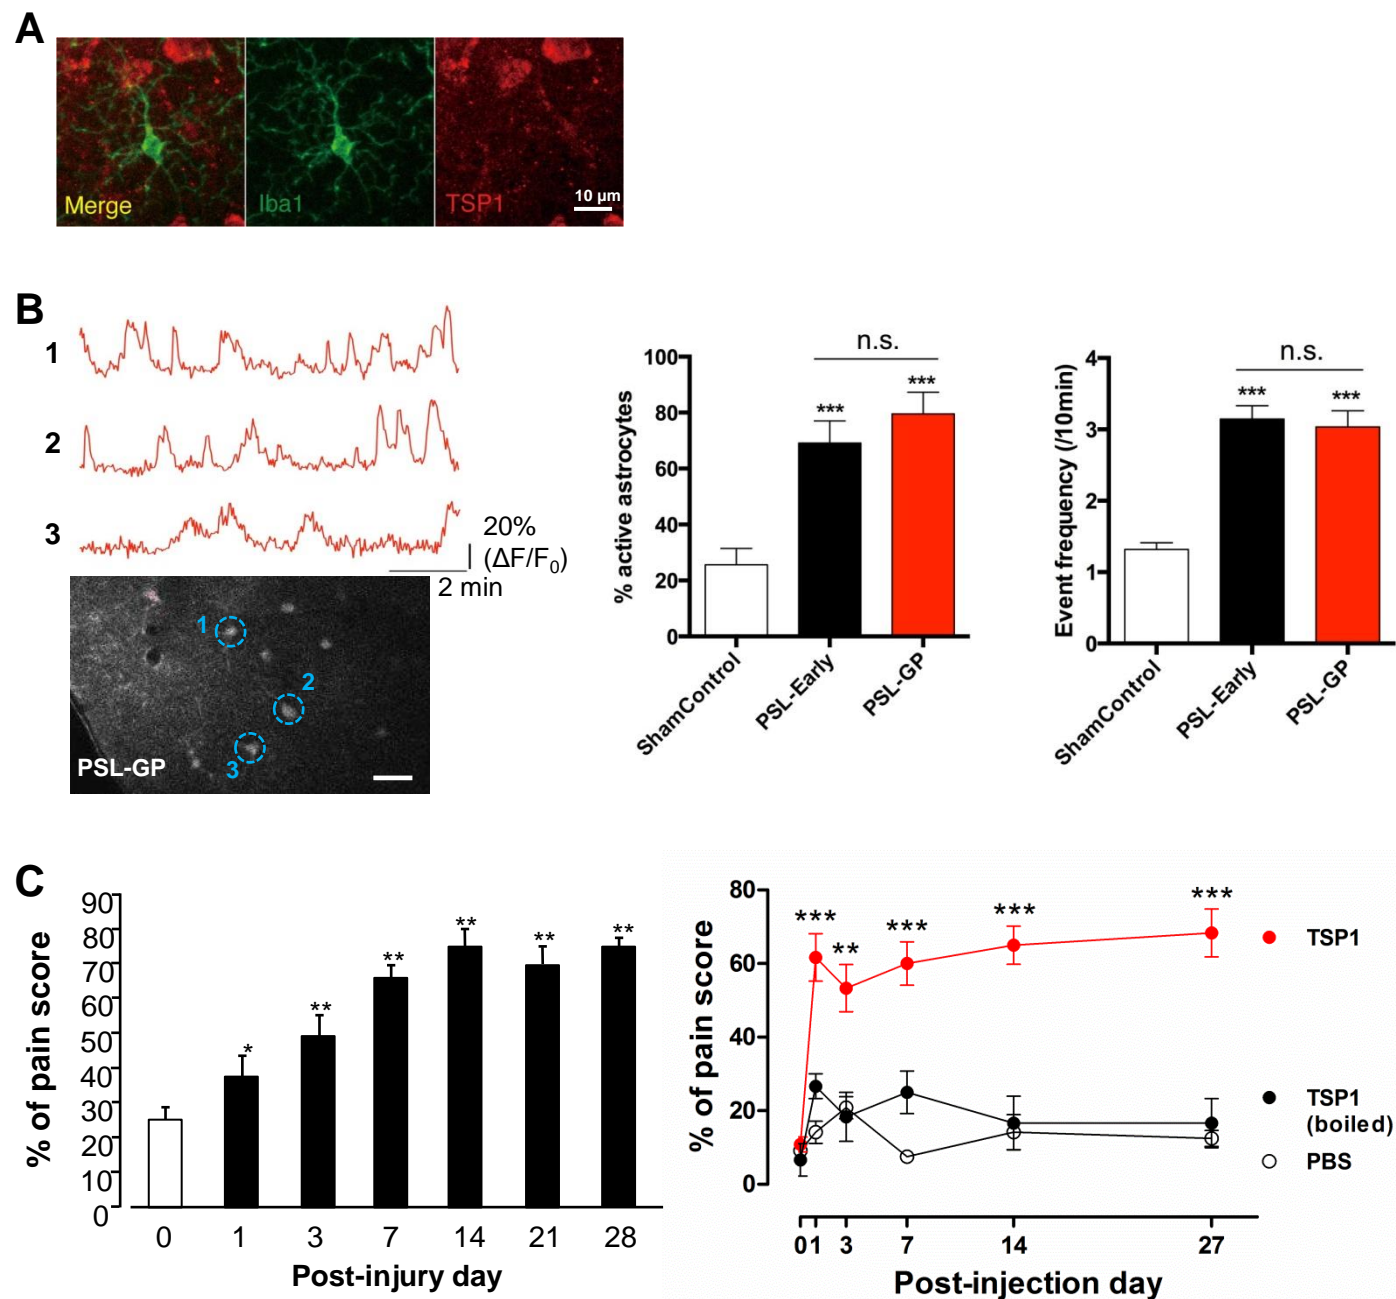 A
Merge
Iba1
TSP1
10 μm
B
1
2
3
20%
(ΔF/F0)
2 min
1
2
3
PSL-GP
% active astrocytes
100
80
60
40
20
0
n.s.
***
***
ShamControl
PSL-Early
PSL-GP
Event frequency (/10min)
4
3
2
1
0
n.s.
***
***
ShamControl
PSL-Early
PSL-GP
C
% of pain score
90
80
70
60
50
40
30
20
10
0
*
**
**
**
**
**
0 1 3 7 14 21 28
Post-injury day
% of pain score
80
60
40
20
0
***
**
***
***
***
TSP1
TSP1
(boiled)
PBS
0 1 3 7 14 27
Post-injection day